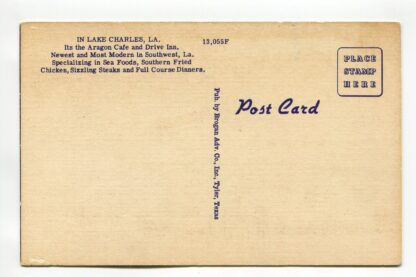 IN LAKE CHARLES, LA.
Its the Aragon Cafe and Drive Inn.
Newest and Most Modern in Southwest, La.
Specializing in Sea Foods, Southern Fried
Chicken, Sizzling Steaks and Full Course Dinners.
13,055F
PLACE
STAMP
HERE
Post Card
Pub. by Brogan Adv. Co., Inc., Tyler, Texas